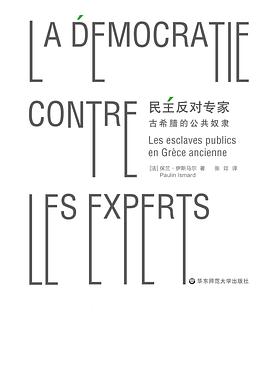 LA DÉMOCRATIE
CONTRE
民主反对专家
古希腊的公共奴隶
Les esclaves publics
en Grèce ancienne
[法] 保兰·伊斯马尔 著 张竝 译
Paulin Ismard
LES EXPERTS
华东师范大学出版社